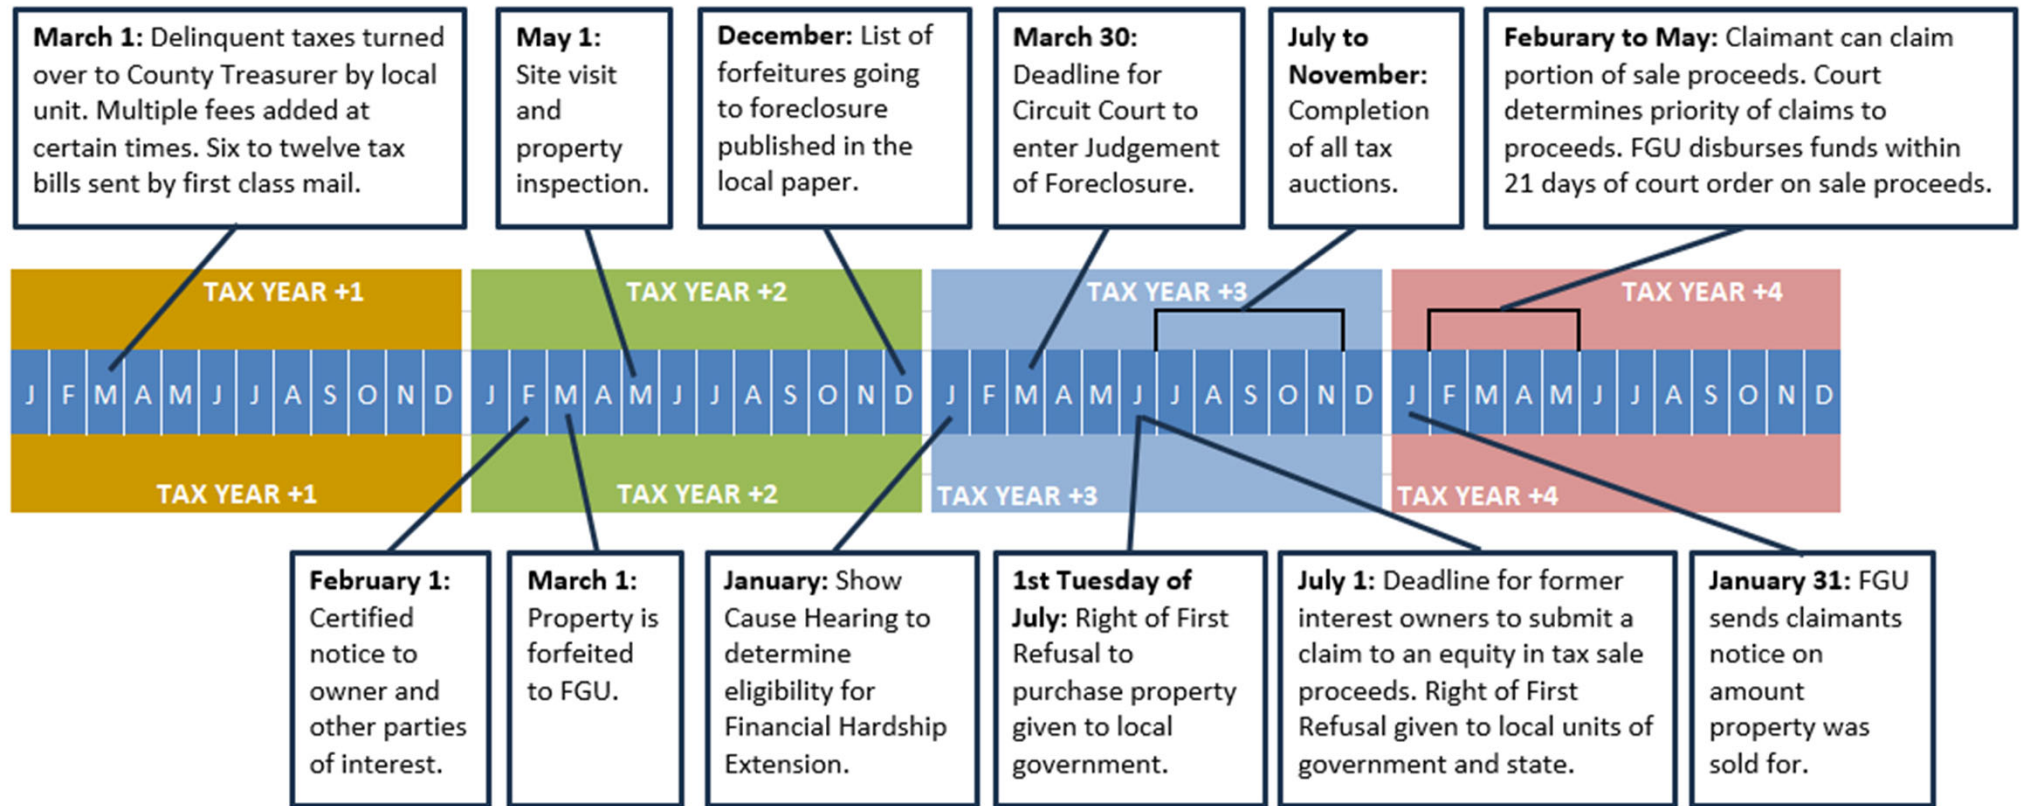 March 1: Delinquent taxes turned
over to County Treasurer by local
unit. Multiple fees added at
certain times. Six to twelve tax
bills sent by first class mail.
May 1:
Site visit
and
property
inspection.
December: List of
forfeitures going
to foreclosure
published in the
local paper.
March 30:
Deadline for
Circuit Court to
enter Judgement
of Foreclosure.
July to
November:
Completion
of all tax
auctions.
Feburary to May: Claimant can claim
portion of sale proceeds. Court
determines priority of claims to
proceeds. FGU disburses funds within
21 days of court order on sale proceeds.
TAX YEAR +1
TAX YEAR +2
TAX YEAR +3
TAX YEAR +4
J F M A M J J A S O N D
J F M A M J J A S O N D
J F M A M J J A S O N D
J F M A M J J A S O N D
TAX YEAR +1
TAX YEAR +2
TAX YEAR +3
TAX YEAR +4
February 1:
Certified
notice to
owner and
other parties
of interest.
March 1:
Property is
forfeited
to FGU.
January: Show
Cause Hearing to
determine
eligibility for
Financial Hardship
Extension.
1st Tuesday of
July: Right of First
Refusal to
purchase property
given to local
government.
July 1: Deadline for former
interest owners to submit a
claim to an equity in tax sale
proceeds. Right of First
Refusal given to local units of
government and state.
January 31: FGU
sends claimants
notice on
amount
property was
sold for.